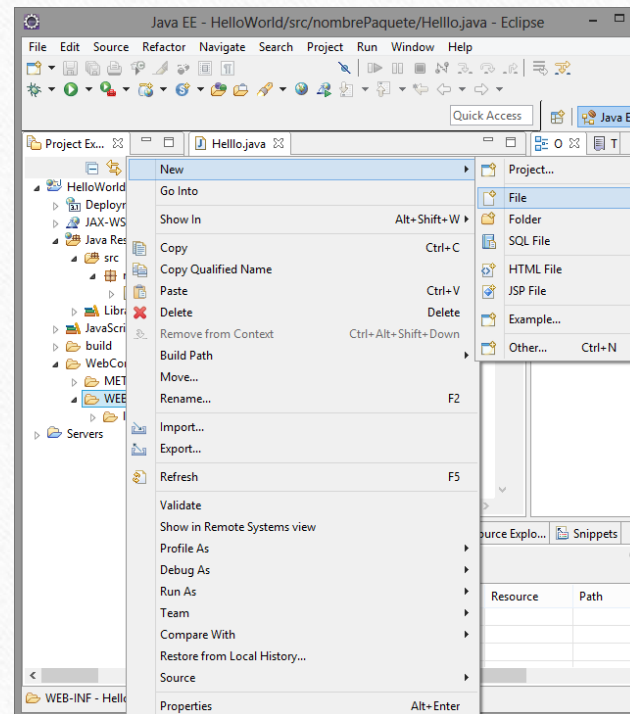 Java EE - HelloWorld/src/nombrePaquete/Helllo.java - Eclipse
File Edit Source Refactor Navigate Search Project Run Window Help
Quick Access
Java E
Project Ex...
Helllo.java
O
T
HelloWorld
Deployr
JAX-WS
Java Res
src
r
Libra
JavaScri
build
WebCor
MET
WEE
l
Servers
New
Go Into
Show In Alt+Shift+W
Copy Ctrl+C
Copy Qualified Name
Paste Ctrl+V
Delete Delete
Remove from Context Ctrl+Alt+Shift+Down
Build Path
Move...
Rename... F2
Import...
Export...
Refresh F5
Validate
Show in Remote Systems view
Profile As
Debug As
Run As
Team
Compare With
Restore from Local History...
Source
Properties Alt+Enter
Project...
File
Folder
SQL File
HTML File
JSP File
Example...
Other... Ctrl+N
ource Explo... Snippets
Resource Path
WEB-INF - Hello